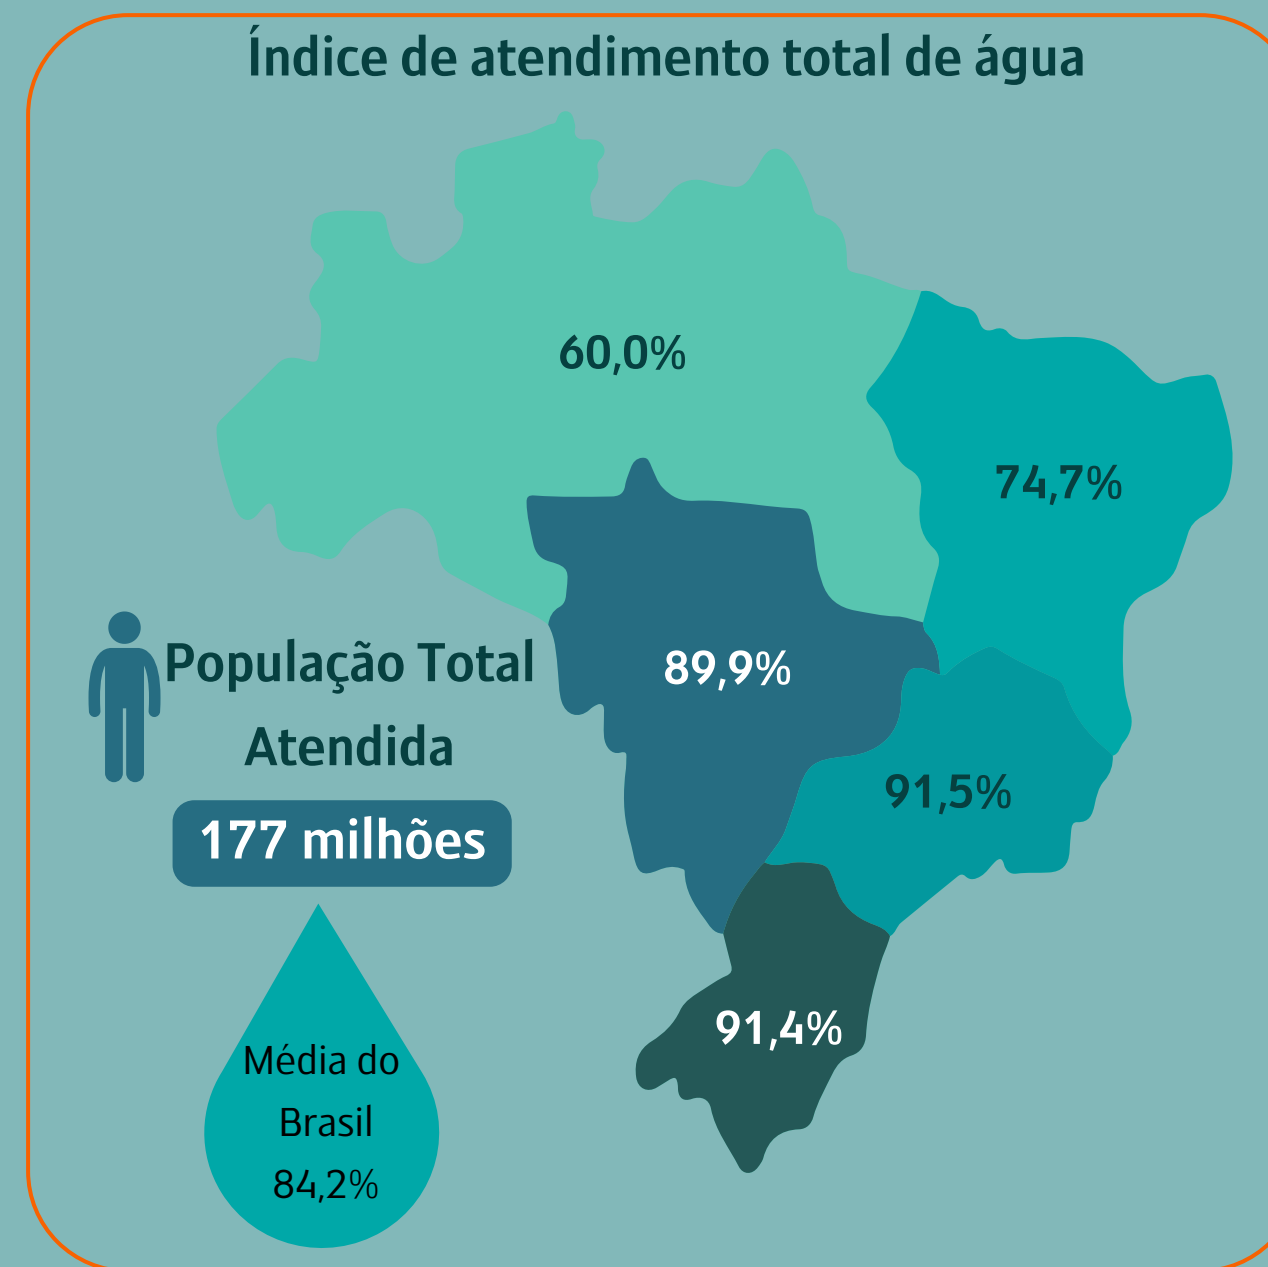 Índice de atendimento total de água
60,0%
74,7%
89,9%
91,5%
91,4%
População Total
Atendida
177 milhões
Média do
Brasil
84,2%